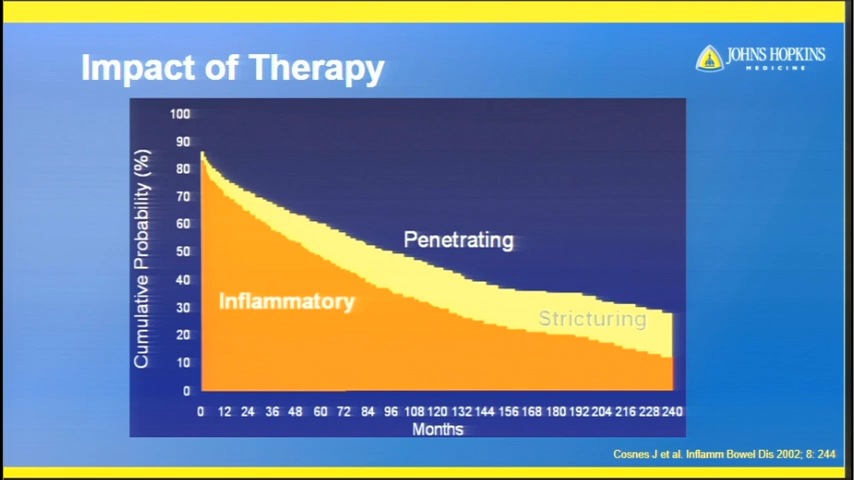 Impact of Therapy
JOHNS HOPKINS
MEDICINE
100
90
80
70
60
50
40
30
20
10
0
Cumulative Probability (%)
Penetrating
Inflammatory
Stricturing
0 12 24 36 48 60 72 84 96 108 120 132 144 156 168 180 192 204 216 228 240
Months
Cosnes J et al. Inflamm Bowel Dis 2002; 8: 244